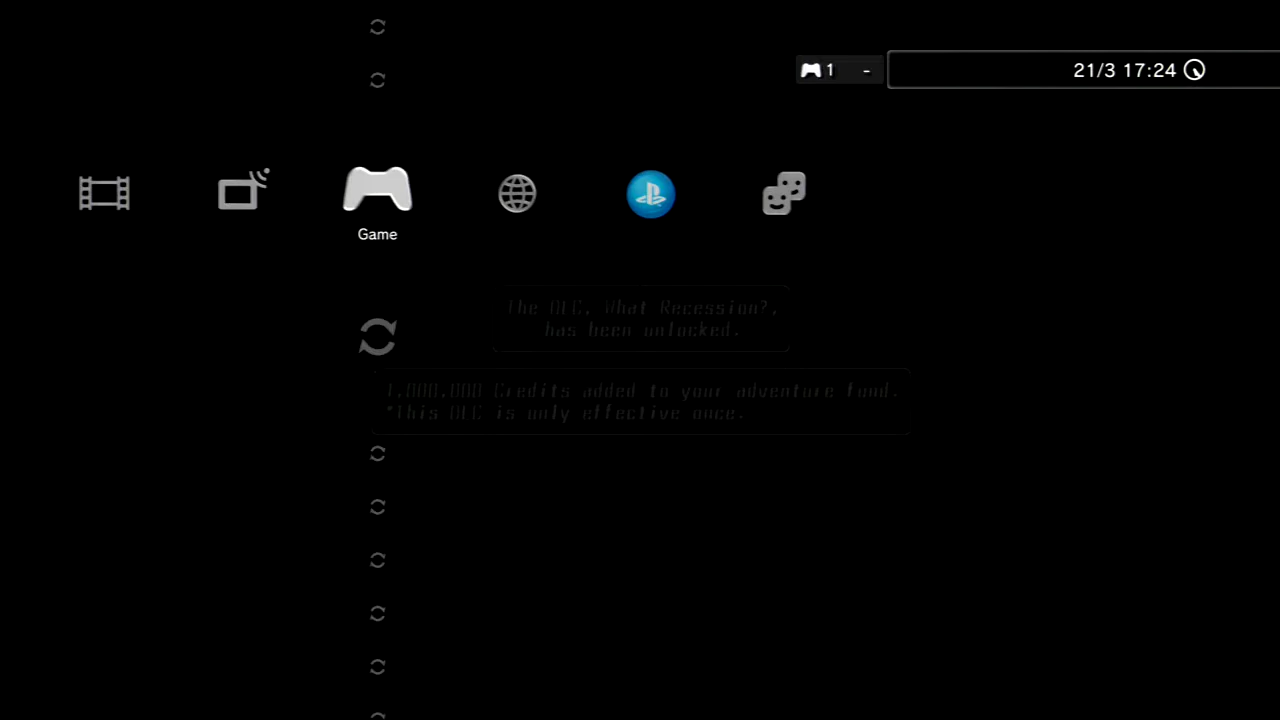 1 -
21/3 17:24
Game
The DLC, What Recession?,
has been unlocked.
1,000,000 Credits added to your adventure fund.
*This DLC is only effective once.